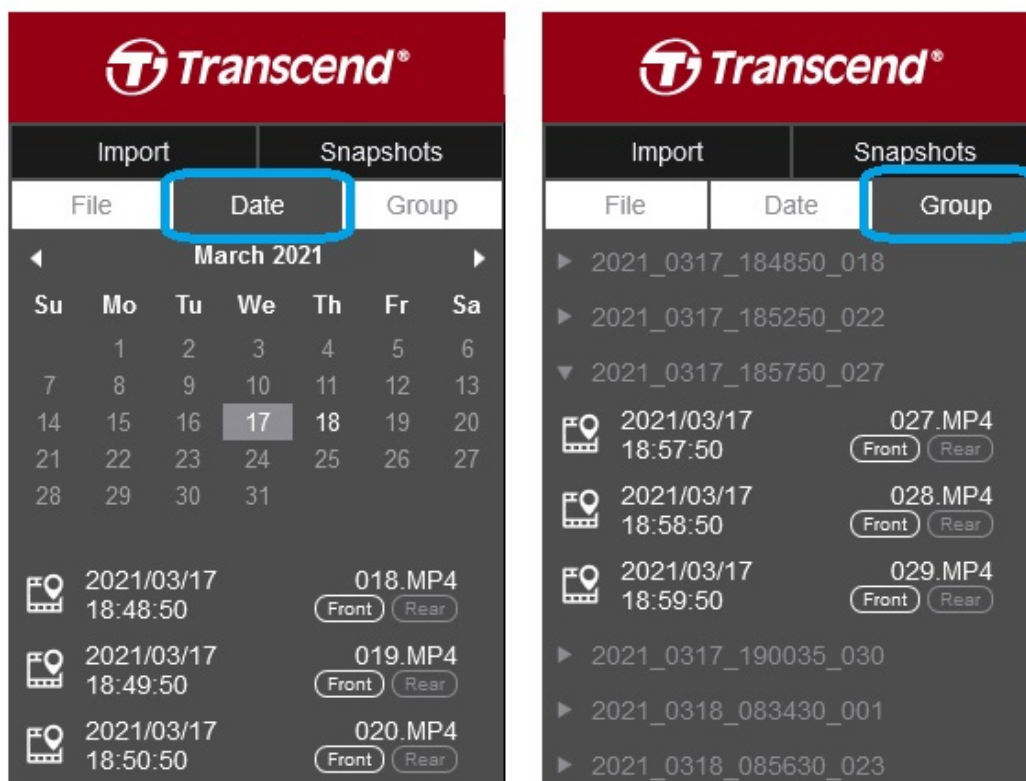 Transcend®
Import Snapshots
File Date Group
March 2021
Su Mo Tu We Th Fr Sa
1 2 3 4 5 6
7 8 9 10 11 12 13
14 15 16 17 18 19 20
21 22 23 24 25 26 27
28 29 30 31
2021/03/17 018.MP4
18:48:50 Front Rear
2021/03/17 019.MP4
18:49:50 Front Rear
2021/03/17 020.MP4
18:50:50 Front Rear
Transcend®
Import Snapshots
File Date Group
2021_0317_184850_018
2021_0317_185250_022
2021_0317_185750_027
2021/03/17 027.MP4
18:57:50 Front Rear
2021/03/17 028.MP4
18:58:50 Front Rear
2021/03/17 029.MP4
18:59:50 Front Rear
2021_0317_190035_030
2021_0318_083430_001
2021_0318_085630_023